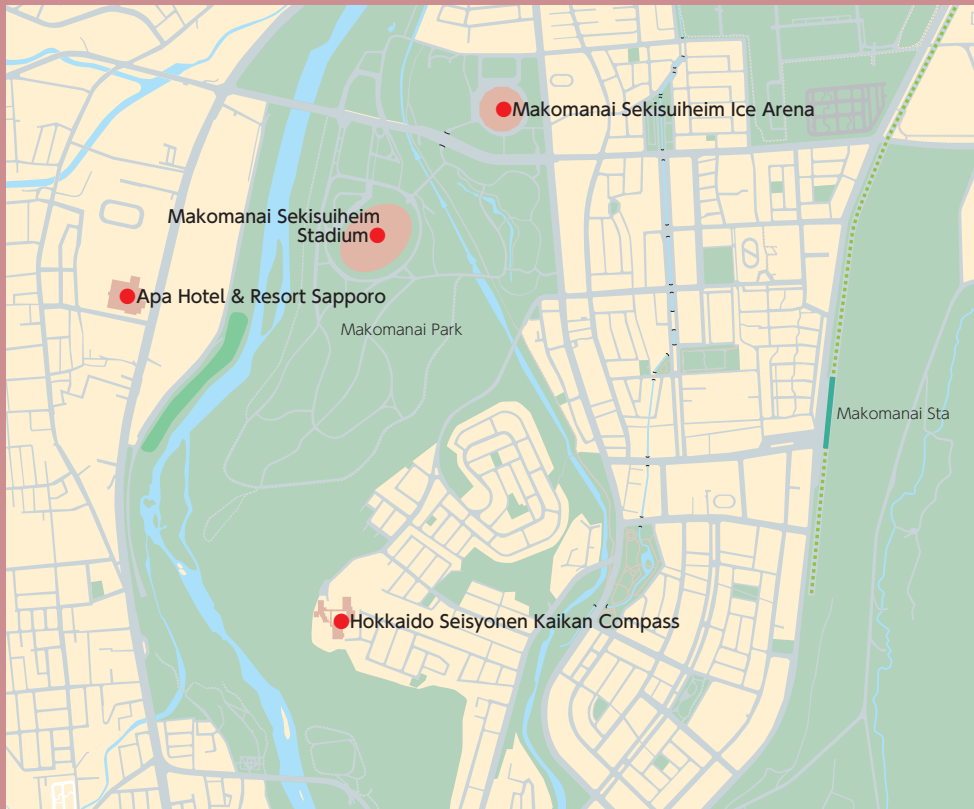 Makomanai Sekisuiheim Ice Arena
Makomanai Sekisuiheim
Stadium
Apa Hotel & Resort Sapporo
Makomanai Park
Makomanai Sta
Hokkaido Seisyonen Kaikan Compass